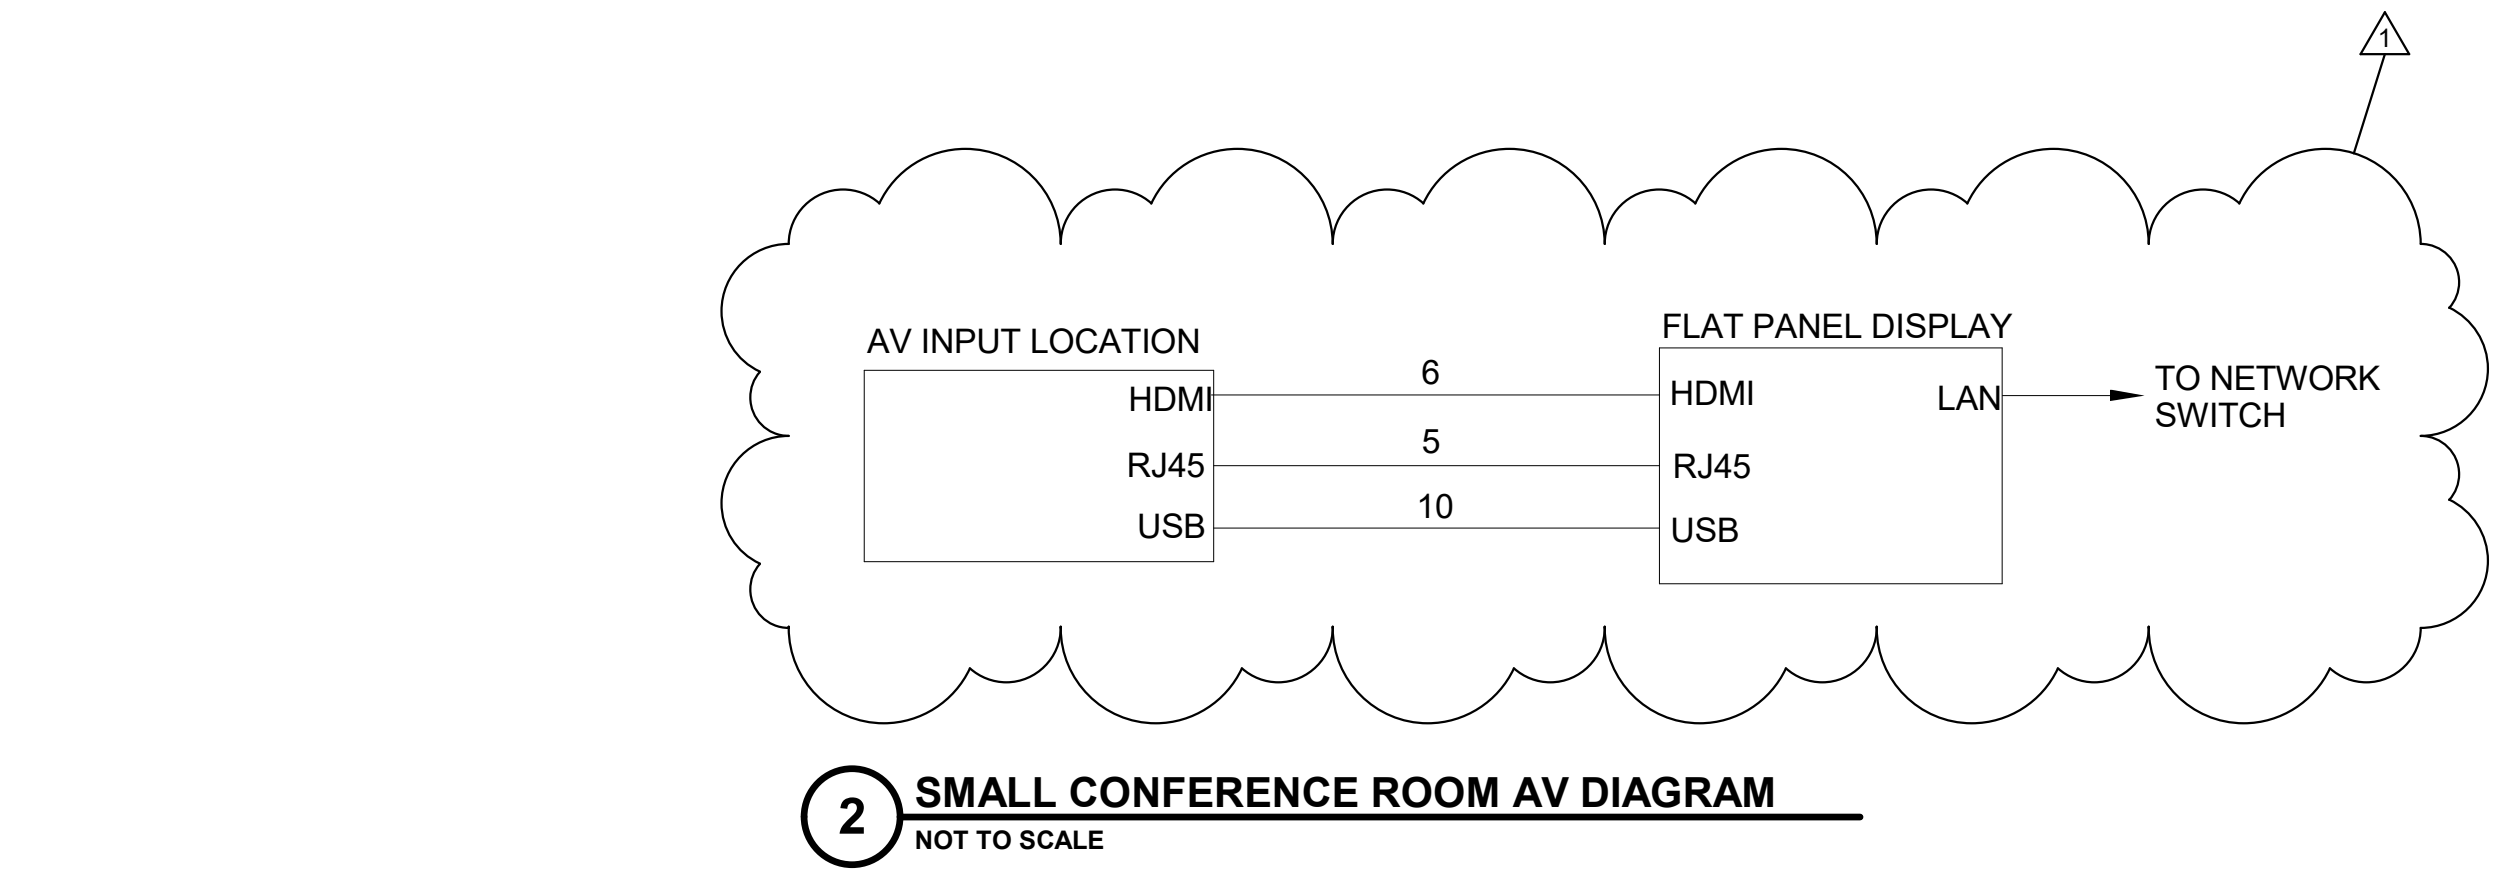 1
AV INPUT LOCATION
HDMI
RJ45
USB
6
5
10
FLAT PANEL DISPLAY
HDMI
RJ45
USB
LAN
TO NETWORK
SWITCH
2
SMALL CONFERENCE ROOM AV DIAGRAM
NOT TO SCALE